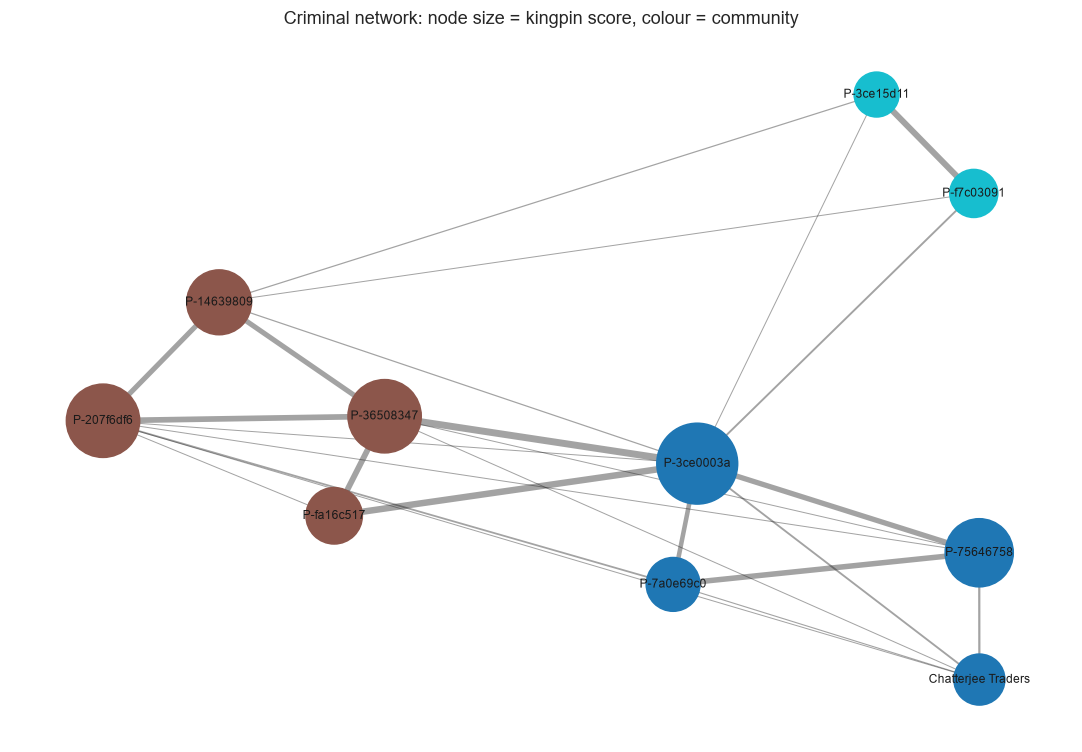 Criminal network: node size = kingpin score, colour = community
P-3ce15d11
P-f7c03091
P-14639809
P-36508347
P-207f6df6
P-3ce0003a
P-fa16c517
P-75646758
P-7a0e69c0
Chatterjee Traders